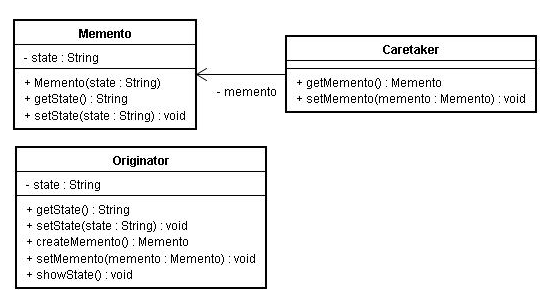 Memento
- state : String
+ Memento(state : String)
+ getState() : String
+ setState(state : String) : void
Caretaker
+ getMemento() : Memento
+ setMemento(memento : Memento) : void
- memento
Originator
- state : String
+ getState() : String
+ setState(state : String) : void
+ createMemento() : Memento
+ setMemento(memento : Memento) : void
+ showState() : void